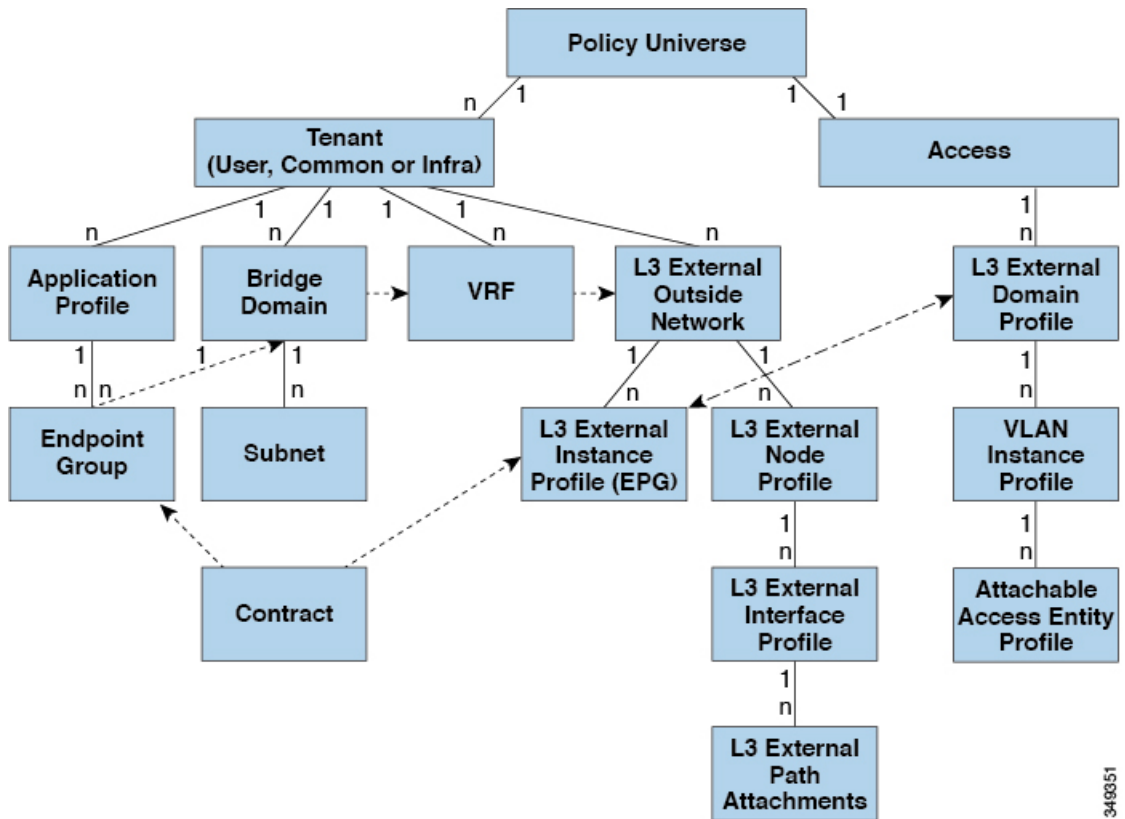 Policy Universe
n
1
1
1
Tenant
(User, Common or Infra)
Access
1
1
1
1
1
n
n
n
n
n
Application
Profile
Bridge
Domain
VRF
L3 External
Outside
Network
L3 External
Domain
Profile
1
1
1
1
1
1
n
n
n
n
n
n
Endpoint
Group
Subnet
L3 External
Instance
Profile (EPG)
L3 External
Node
Profile
VLAN
Instance
Profile
1
1
n
n
Contract
L3 External
Interface
Profile
Attachable
Access Entity
Profile
1
n
L3 External
Path
Attachments
349351